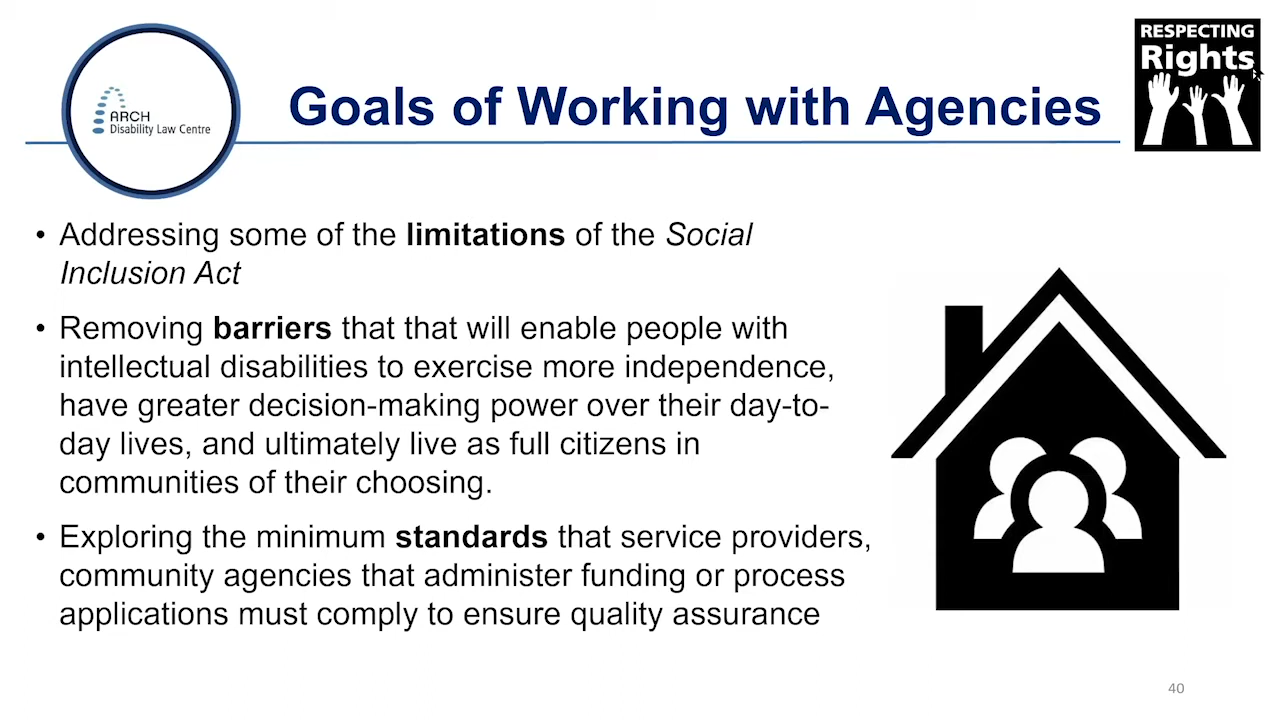 ARCH
Disability Law Centre
Goals of Working with Agencies
RESPECTING
Rights
• Addressing some of the limitations of the Social
Inclusion Act
• Removing barriers that that will enable people with
intellectual disabilities to exercise more independence,
have greater decision-making power over their day-to-
day lives, and ultimately live as full citizens in
communities of their choosing.
• Exploring the minimum standards that service providers,
community agencies that administer funding or process
applications must comply to ensure quality assurance
40